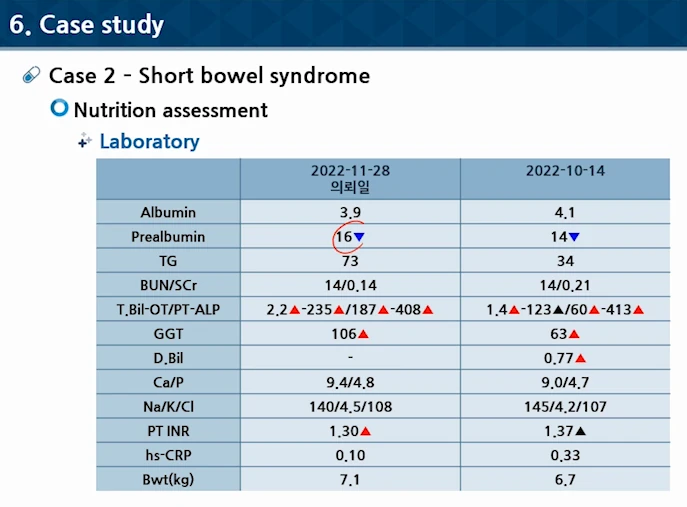 6. Case study
Case 2 - Short bowel syndrome
Nutrition assessment
Laboratory
2022-11-28 2022-10-14
의뢰일
Albumin 3.9 4.1
Prealbumin 16▼ 14▼
TG 73 34
BUN/SCr 14/0.14 14/0.21
T.Bil-OT/PT-ALP 2.2▲-235▲/187▲-408▲ 1.4▲-123▲/60▲-413▲
GGT 106▲ 63▲
D.Bil - 0.77▲
Ca/P 9.4/4.8 9.0/4.7
Na/K/Cl 140/4.5/108 145/4.2/107
PT INR 1.30▲ 1.37▲
hs-CRP 0.10 0.33
Bwt(kg) 7.1 6.7